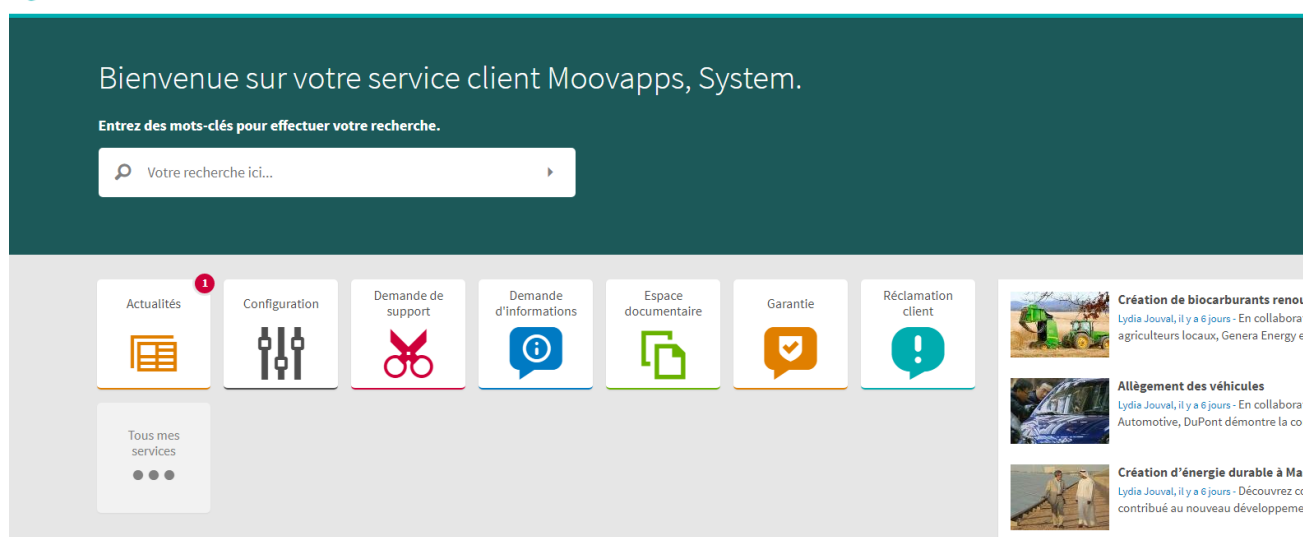 Bienvenue sur votre service client Moovapps, System.
Entrez des mots-clés pour effectuer votre recherche.
Votre recherche ici...
Actualités
1
Configuration
Demande de
support
Demande
d'informations
Espace
documentaire
Garantie
Réclamation
client
Tous mes
services
Création de biocarburants renou
Lydia Jouval, il y a 6 jours - En collabora
agriculteurs locaux, Genera Energy e
Allègement des véhicules
Lydia Jouval, il y a 6 jours - En collabora
Automotive, DuPont démontre la co
Création d'énergie durable à Ma
Lydia Jouval, il y a 6 jours - Découvrez co
contribué au nouveau développeme